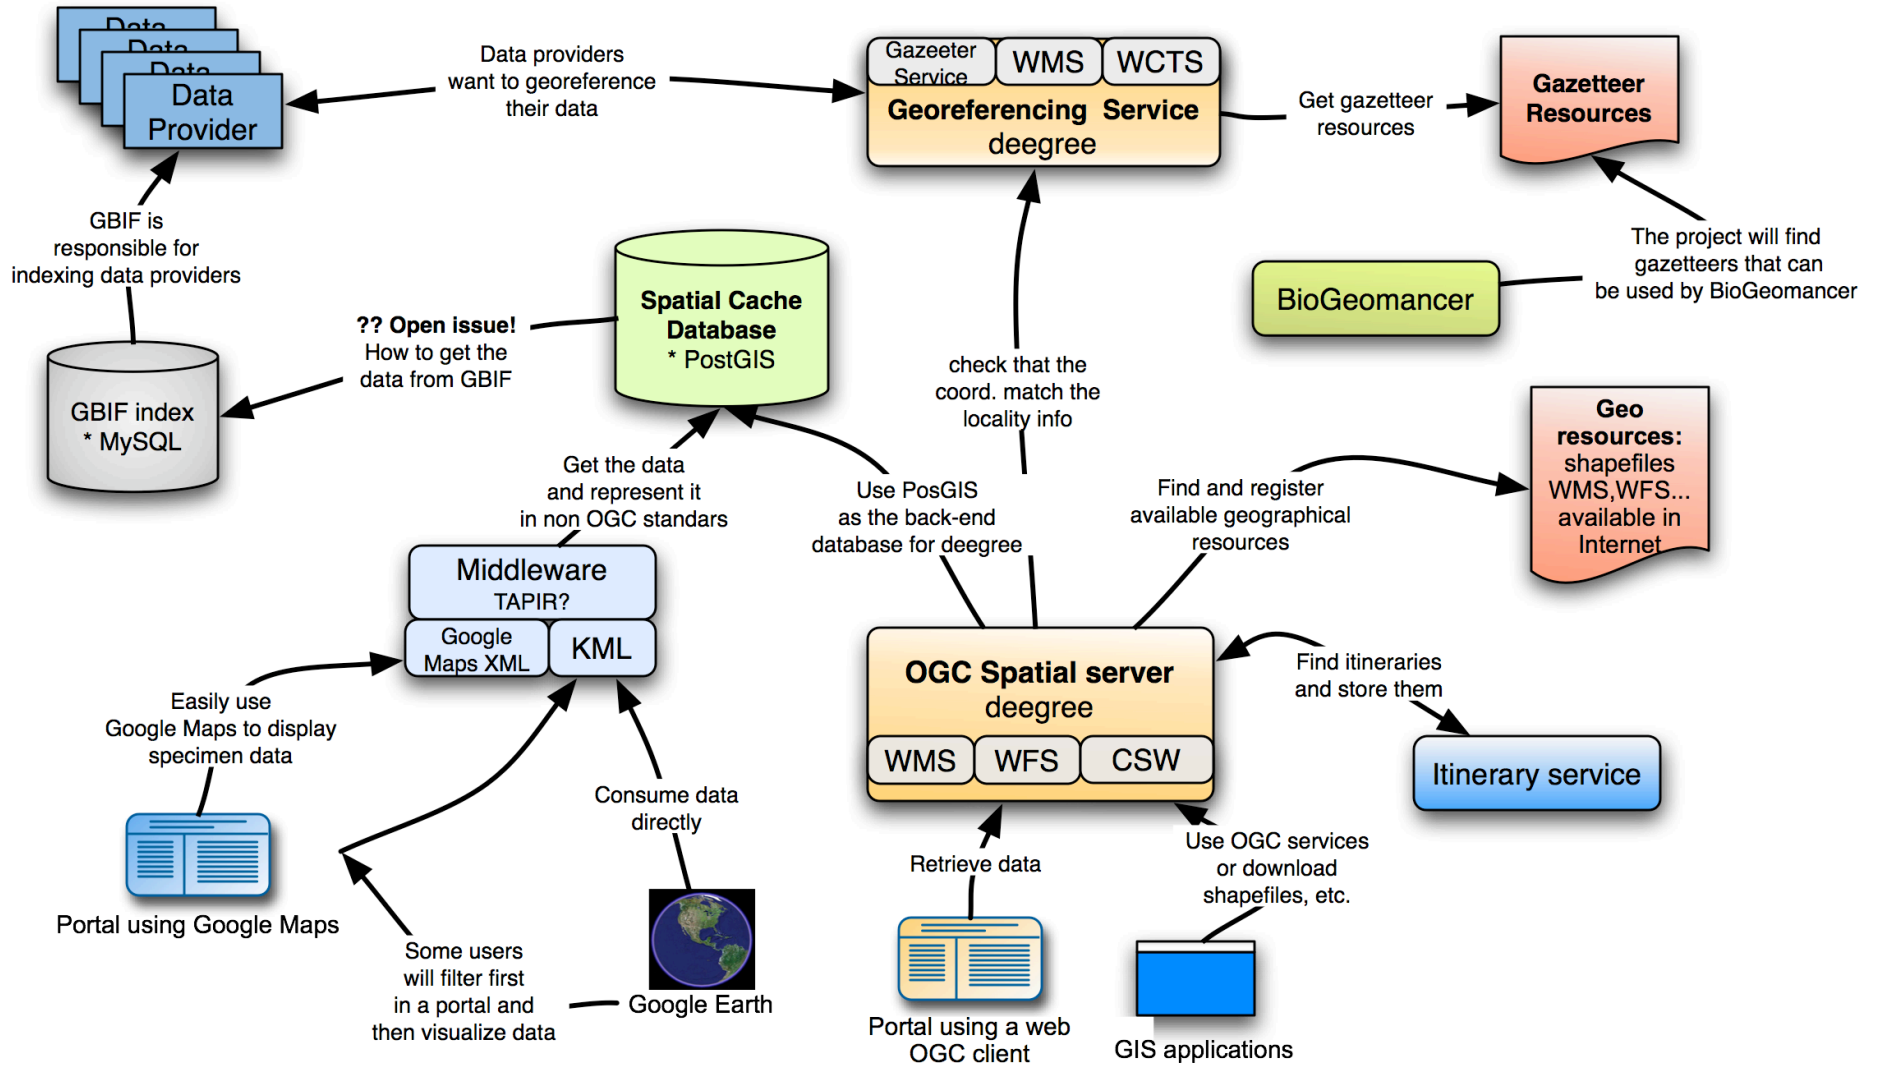 Data
Data
Data
Data
Provider
Data providers
want to georeference
their data
Gazeeter
Service
WMS
WCTS
Georeferencing Service
deegree
Get gazetteer
resources
Gazetteer
Resources
GBIF is
responsible for
indexing data providers
The project will find
gazetteers that can
be used by BioGeomancer
BioGeomancer
Spatial Cache
Database
* PostGIS
?? Open issue!
How to get the
data from GBIF
GBIF index
* MySQL
check that the
coord. match the
locality info
Geo
resources:
shapefiles
WMS,WFS...
available in
Internet
Get the data
and represent it
in non OGC standars
Use PosGIS
as the back-end
database for deegree
Find and register
available geographical
resources
Middleware
TAPIR?
Google
Maps XML
KML
OGC Spatial server
deegree
WMS
WFS
CSW
Find itineraries
and store them
Itinerary service
Easily use
Google Maps to display
specimen data
Consume data
directly
Retrieve data
Use OGC services
or download
shapefiles, etc.
Portal using Google Maps
Some users
will filter first
in a portal and
then visualize data
Google Earth
Portal using a web
OGC client
GIS applications